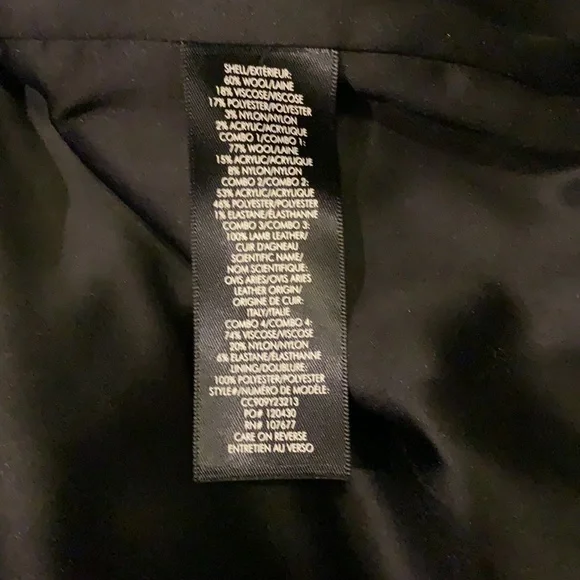 SHELL/EXTÉRIEUR:
60% WOOL/LAINE
18% VISCOSE/VISCOSE
17% POLYESTER/POLYESTER
3% NYLON/NYLON
2% ACRYLIC/ACRYLIQUE
COMBO 1/COMBO 1:
77% WOOL/LAINE
15% ACRYLIC/ACRYLIQUE
8% NYLON/NYLON
COMBO 2/COMBO 2:
53% ACRYLIC/ACRYLIQUE
46% POLYESTER/POLYESTER
1% ELASTANE/ÉLASTHANNE
COMBO 3/COMBO 3:
100% LAMB LEATHER/
CUIR D'AGNEAU
SCIENTIFIC NAME/
NOM SCIENTIFIQUE:
OVIS ARIES/OVIS ARIES
LEATHER ORIGIN/
ORIGINE DE CUIR:
ITALY/ITALIE
COMBO 4/COMBO 4:
74% VISCOSE/VISCOSE
20% NYLON/NYLON
6% ELASTANE/ÉLASTHANNE
LINING/DOUBLURE:
100% POLYESTER/POLYESTER
STYLE#/NUMÉRO DE MODÈLE:
CC909Y23213
PO# 120430
RN# 107677
CARE ON REVERSE
ENTRETIEN AU VERSO